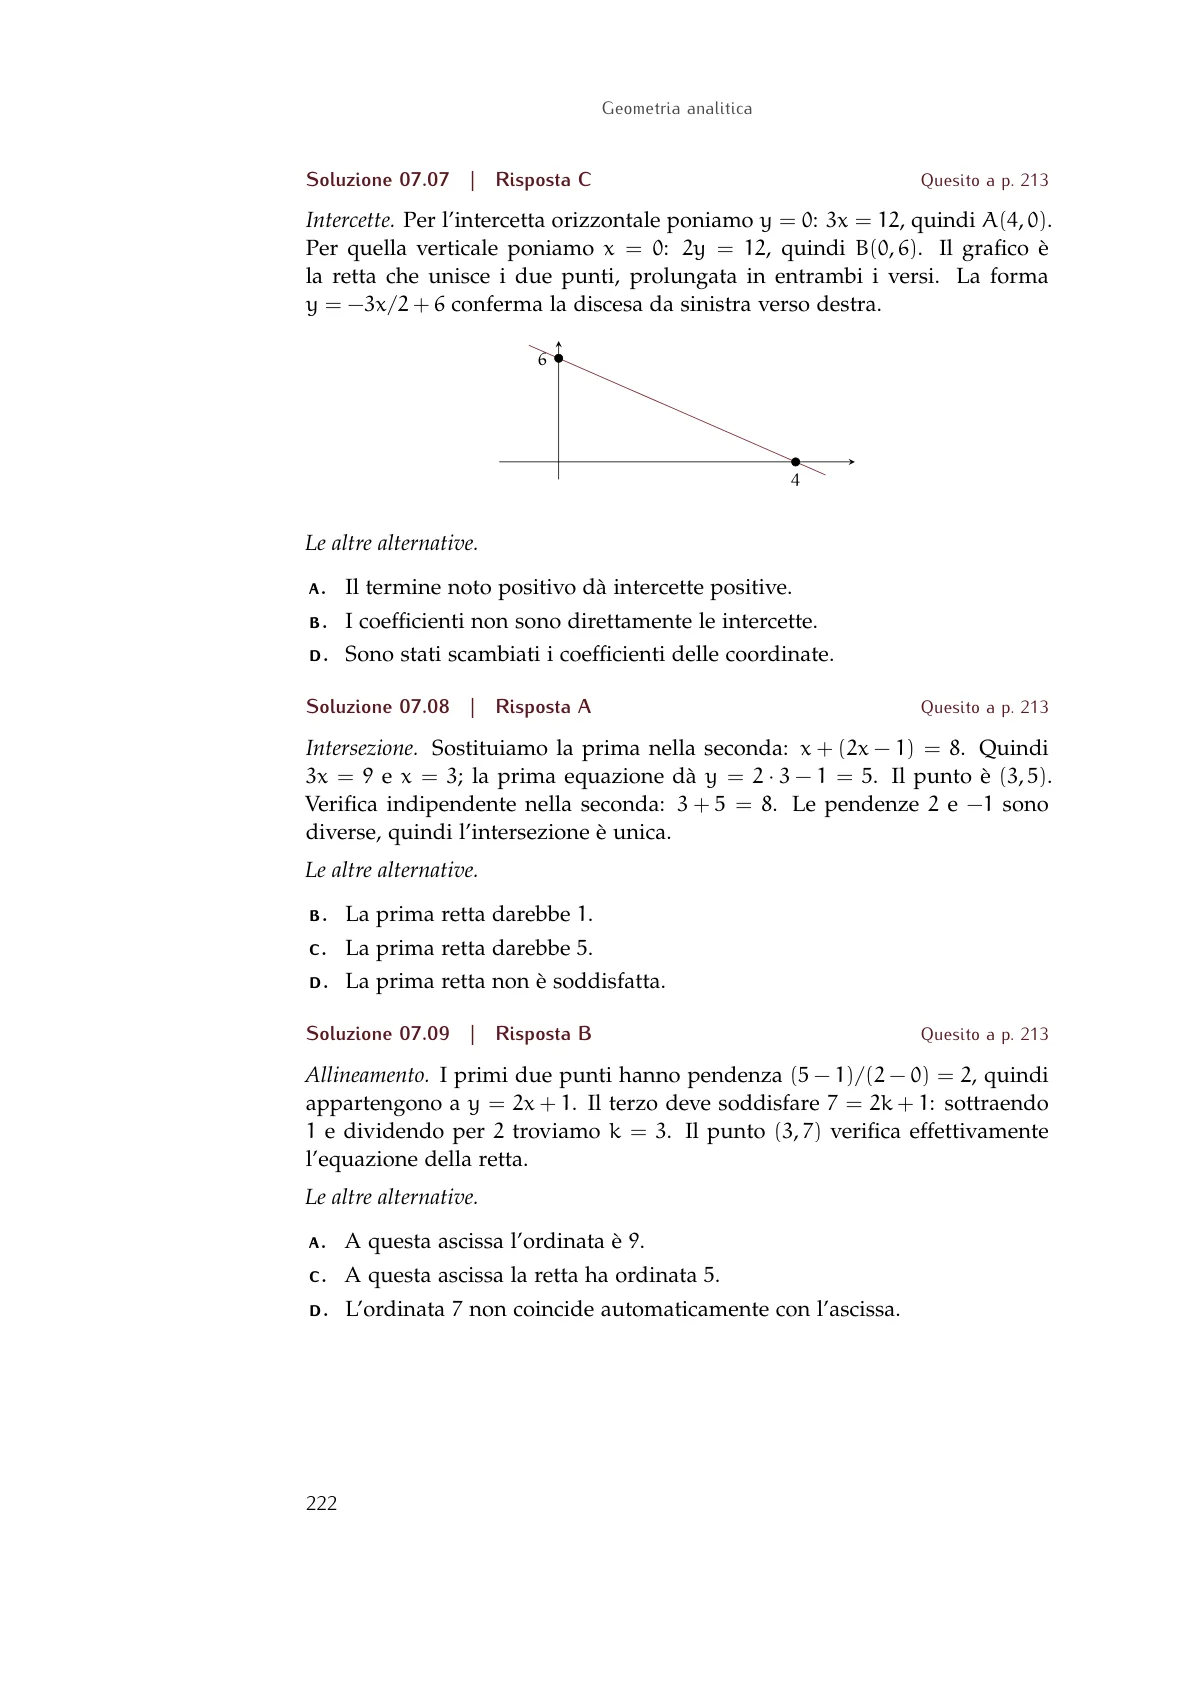 Geometria analitica
Soluzione 07.07 | Risposta C Quesito a p. 213
Intercette. Per l'intercetta orizzontale poniamo y = 0: 3x = 12, quindi A(4, 0).
Per quella verticale poniamo x = 0: 2y = 12, quindi B(0, 6). Il grafico è
la retta che unisce i due punti, prolungata in entrambi i versi. La forma
y = −3x/2 + 6 conferma la discesa da sinistra verso destra.
6
4
Le altre alternative.
A. Il termine noto positivo dà intercette positive.
B. I coefficienti non sono direttamente le intercette.
D. Sono stati scambiati i coefficienti delle coordinate.
Soluzione 07.08 | Risposta A Quesito a p. 213
Intersezione. Sostituiamo la prima nella seconda: x + (2x − 1) = 8. Quindi
3x = 9 e x = 3; la prima equazione dà y = 2 · 3 − 1 = 5. Il punto è (3, 5).
Verifica indipendente nella seconda: 3 + 5 = 8. Le pendenze 2 e −1 sono
diverse, quindi l'intersezione è unica.
Le altre alternative.
B. La prima retta darebbe 1.
C. La prima retta darebbe 5.
D. La prima retta non è soddisfatta.
Soluzione 07.09 | Risposta B Quesito a p. 213
Allineamento. I primi due punti hanno pendenza (5 − 1)/(2 − 0) = 2, quindi
appartengono a y = 2x + 1. Il terzo deve soddisfare 7 = 2k + 1: sottraendo
1 e dividendo per 2 troviamo k = 3. Il punto (3, 7) verifica effettivamente
l'equazione della retta.
Le altre alternative.
A. A questa ascissa l'ordinata è 9.
C. A questa ascissa la retta ha ordinata 5.
D. L'ordinata 7 non coincide automaticamente con l'ascissa.
222